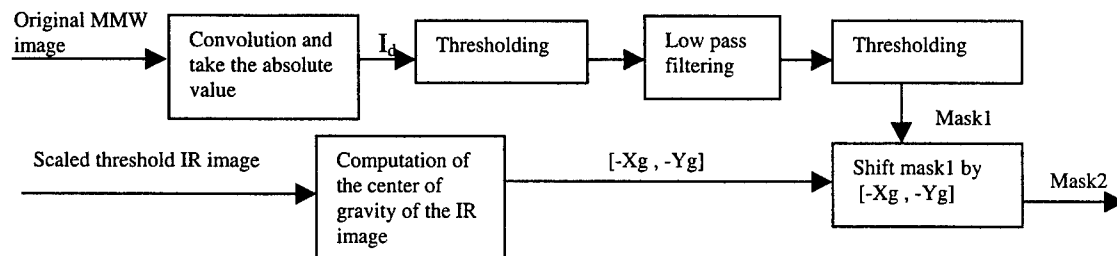 Original MMW
image
Convolution and
take the absolute
value
I_d
Thresholding
Low pass
filtering
Thresholding
Mask1
Scaled threshold IR image
Computation of
the center of
gravity of the IR
image
[-Xg , -Yg]
Shift mask1 by
[-Xg , -Yg]
Mask2